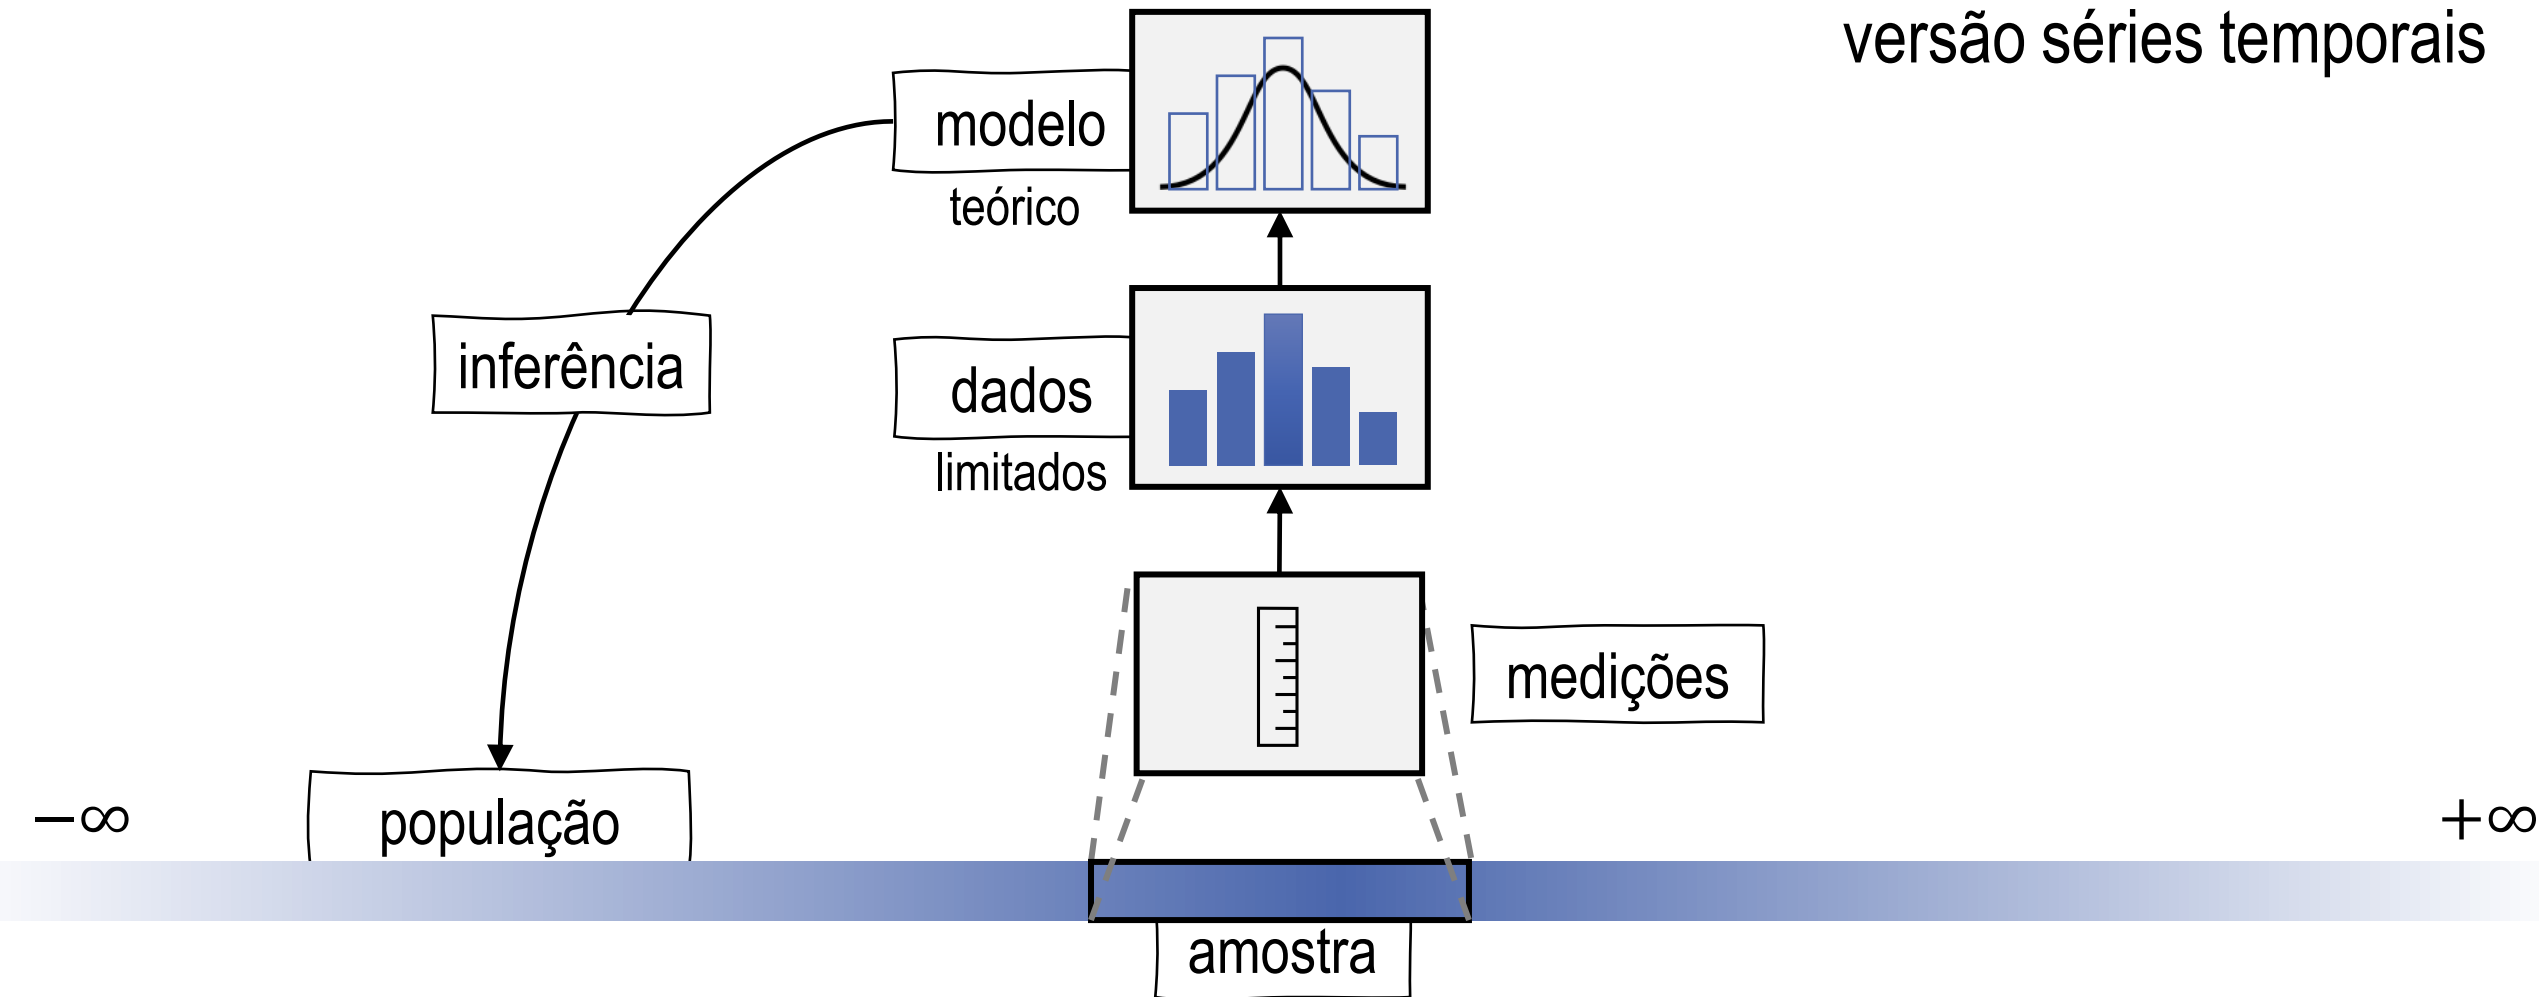 versão séries temporais
modelo
teórico
inferência
dados
limitados
medições
−∞
população
+∞
amostra